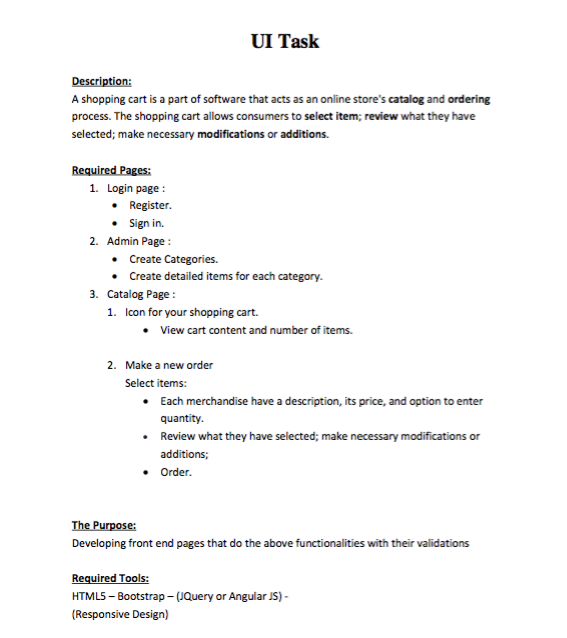 UI Task
Description:
A shopping cart is a part of software that acts as an online store's catalog and ordering
process. The shopping cart allows consumers to select item; review what they have
selected; make necessary modifications or additions.
Required Pages:
1. Login page :
• Register.
• Sign in.
2. Admin Page :
• Create Categories.
• Create detailed items for each category.
3. Catalog Page :
1. Icon for your shopping cart.
• View cart content and number of items.
2. Make a new order
Select items:
• Each merchandise have a description, its price, and option to enter
quantity.
• Review what they have selected; make necessary modifications or
additions;
• Order.
The Purpose:
Developing front end pages that do the above functionalities with their validations
Required Tools:
HTML5 – Bootstrap – (JQuery or Angular JS) -
(Responsive Design)